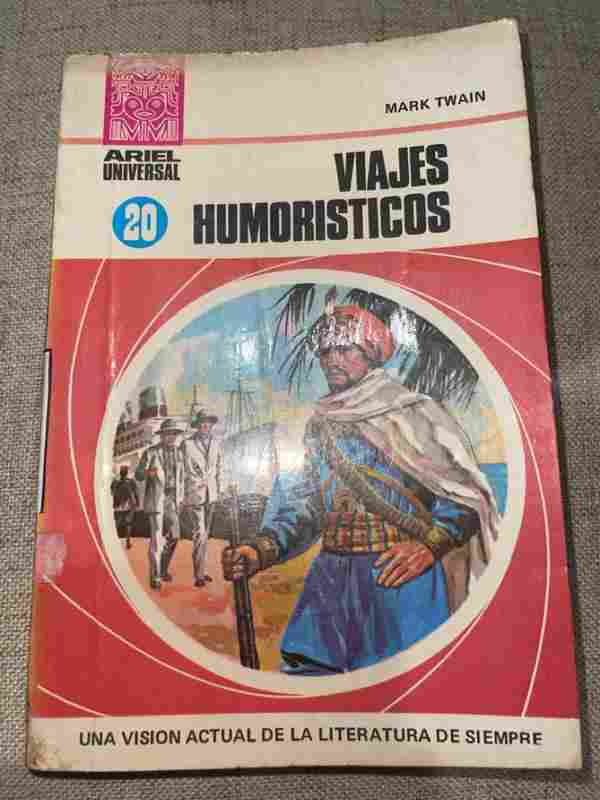 MARK TWAIN
ARIEL
UNIVERSAL
20
VIAJES
HUMORISTICOS
UNA VISION ACTUAL DE LA LITERATURA DE SIEMPRE